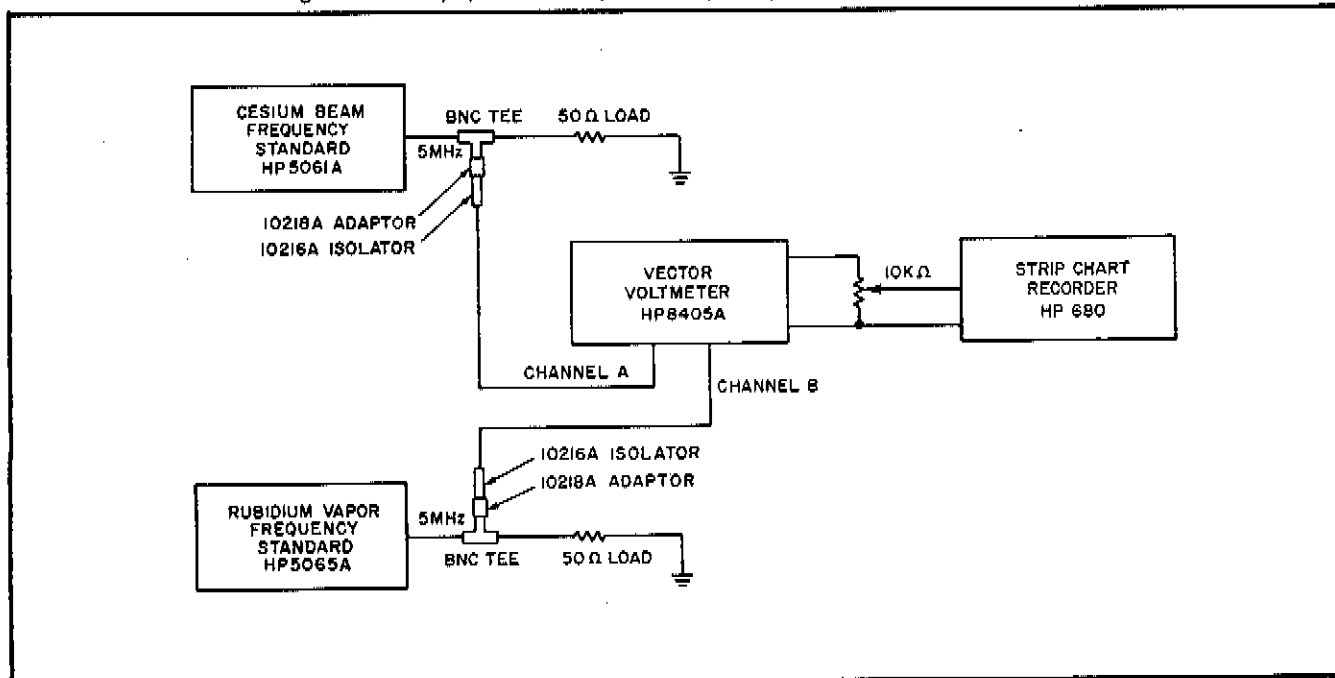 CESIUM BEAM
FREQUENCY
STANDARD
HP5061A
BNC TEE
50Ω LOAD
5MHz
10218A ADAPTOR
10216A ISOLATOR
VECTOR
VOLTMETER
HP8405A
10KΩ
STRIP CHART
RECORDER
HP 680
CHANNEL A
CHANNEL B
10216A ISOLATOR
10218A ADAPTOR
RUBIDIUM VAPOR
FREQUENCY
STANDARD
HP5065A
5MHz
BNC TEE
50Ω LOAD